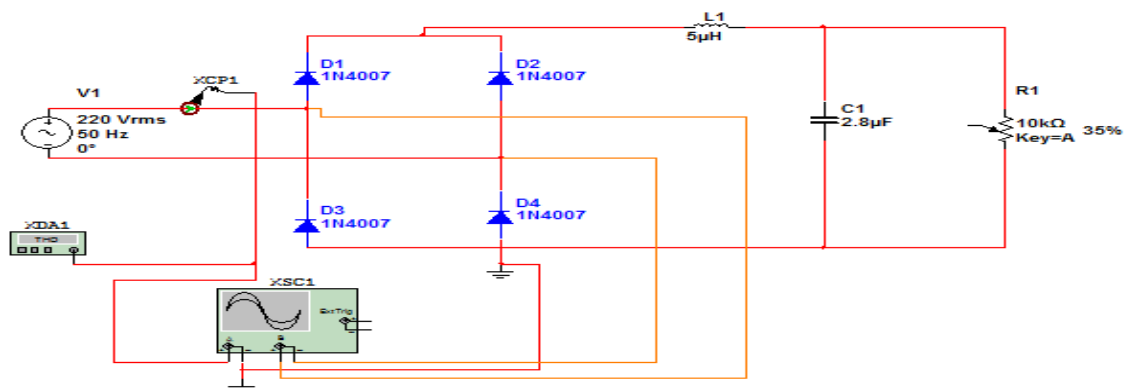 L1
5µH
D1
1N4007
D2
1N4007
XCP1
V1
220 Vrms
50 Hz
0°
R1
10kΩ
Key=A 35%
C1
2.8µF
D3
1N4007
D4
1N4007
XDA1
THD
XSC1
Ext Trig
+
-
A
B
+ - + -